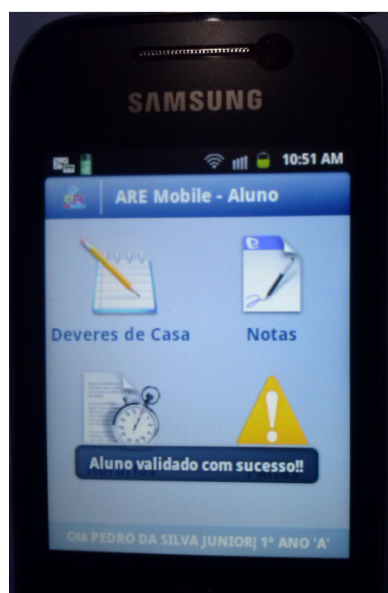 SAMSUNG
10:51 AM
ARE Mobile - Aluno
Deveres de Casa
Notas
Aluno validado com sucesso!!
Olá PEDRO DA SILVA JUNIOR| 1º ANO 'A'